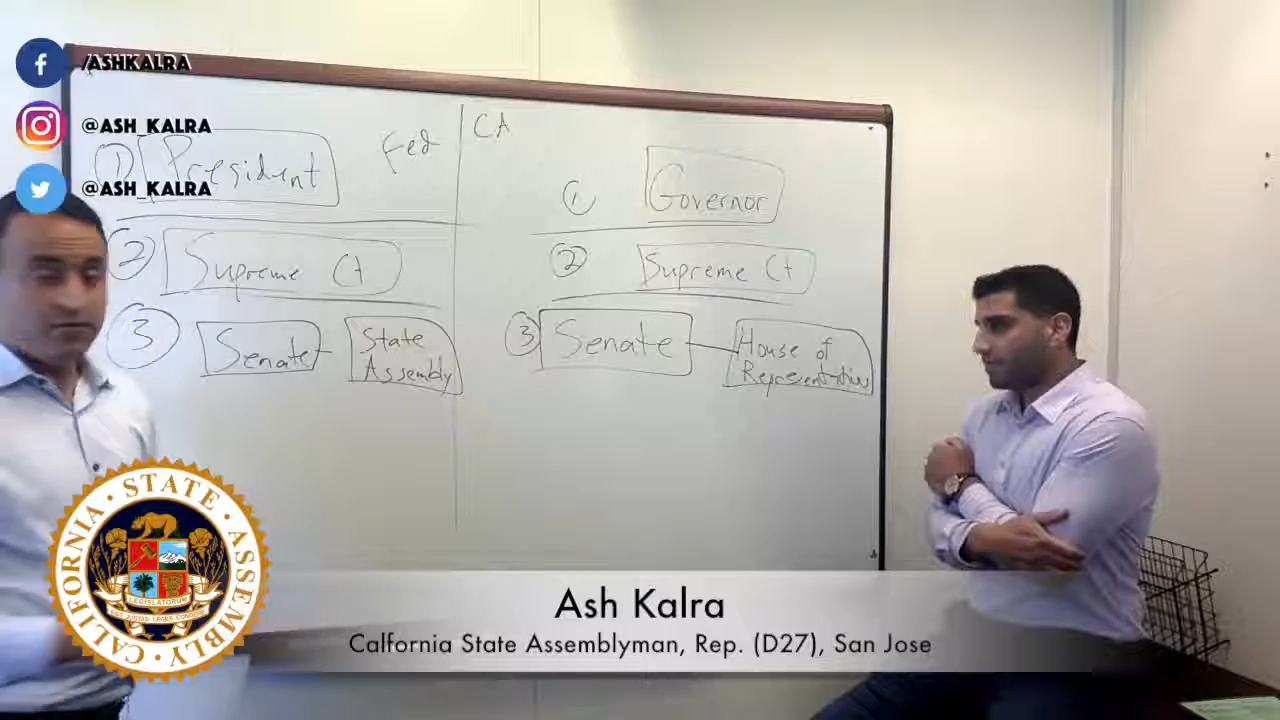 /ASHKALRA
@ASH_KALRA
@ASH_KALRA
Fed
CA
1 President
1 Governor
2 Supreme Ct
2 Supreme Ct
3 Senate
State
Assembly
3 Senate
House of
Representatives
CALIFORNIA · STATE · ASSEMBLY
LEGISLATORUM
Ash Kalra
Calfornia State Assemblyman, Rep. (D27), San Jose